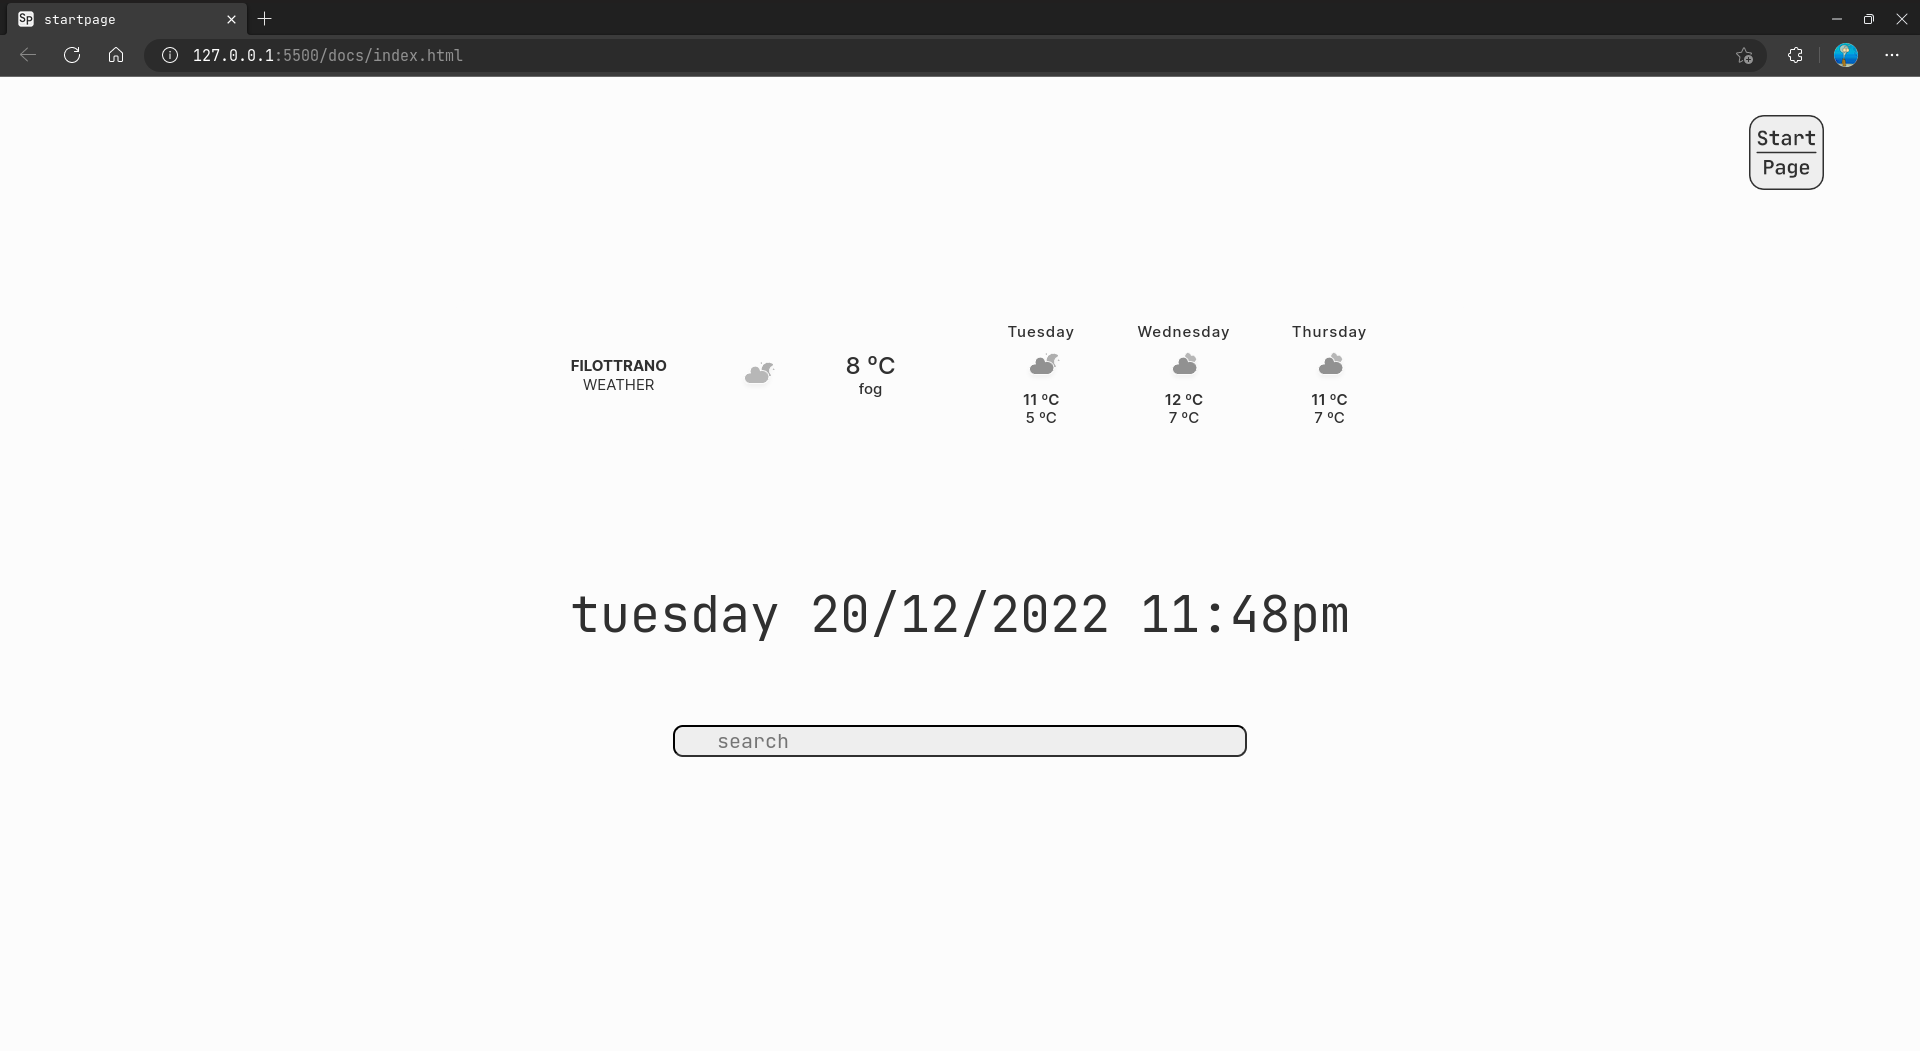 SP startpage
127.0.0.1:5500/docs/index.html
Start
Page
FILOTTRANO
WEATHER
8 ºC
fog
Tuesday
11 ºC
5 ºC
Wednesday
12 ºC
7 ºC
Thursday
11 ºC
7 ºC
tuesday 20/12/2022 11:48pm
search